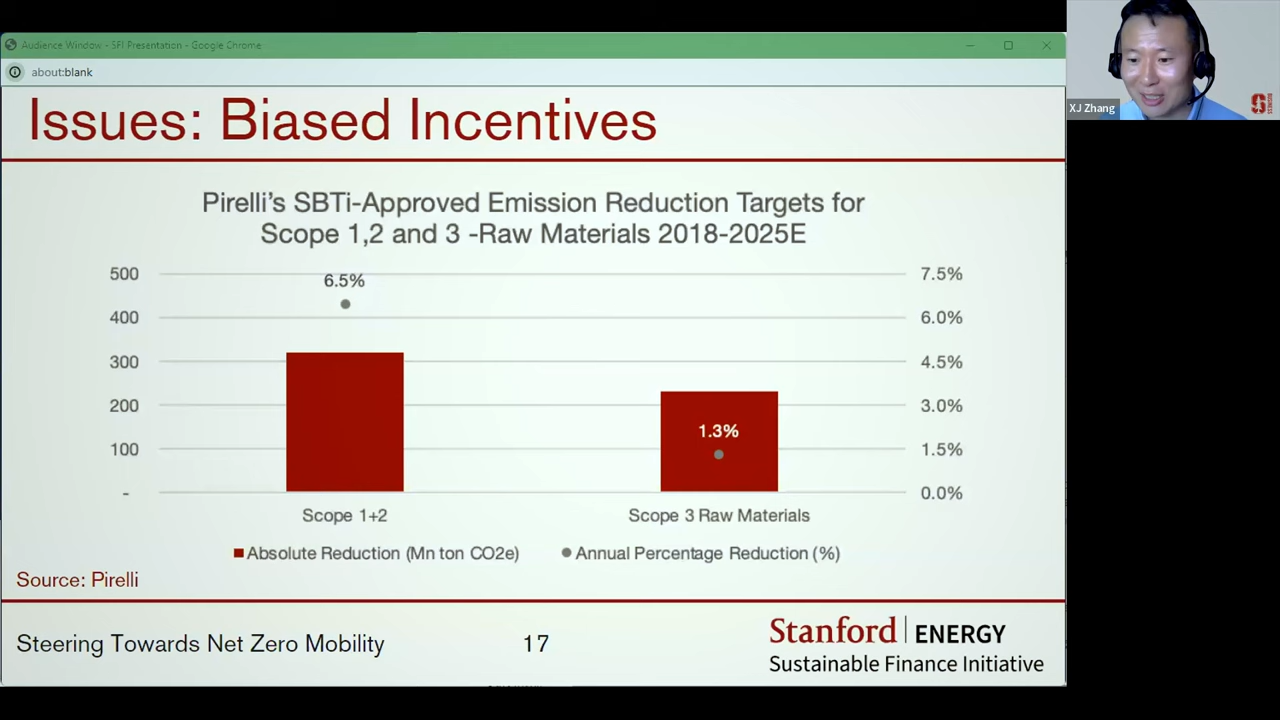 Audience Window - SFI Presentation - Google Chrome
about:blank
XJ Zhang
Issues: Biased Incentives
Pirelli's SBTi-Approved Emission Reduction Targets for
Scope 1,2 and 3 -Raw Materials 2018-2025E
500
400
300
200
100
-
6.5%
1.3%
7.5%
6.0%
4.5%
3.0%
1.5%
0.0%
Scope 1+2
Scope 3 Raw Materials
Absolute Reduction (Mn ton CO2e)
Annual Percentage Reduction (%)
Source: Pirelli
Steering Towards Net Zero Mobility
17
Stanford | ENERGY
Sustainable Finance Initiative